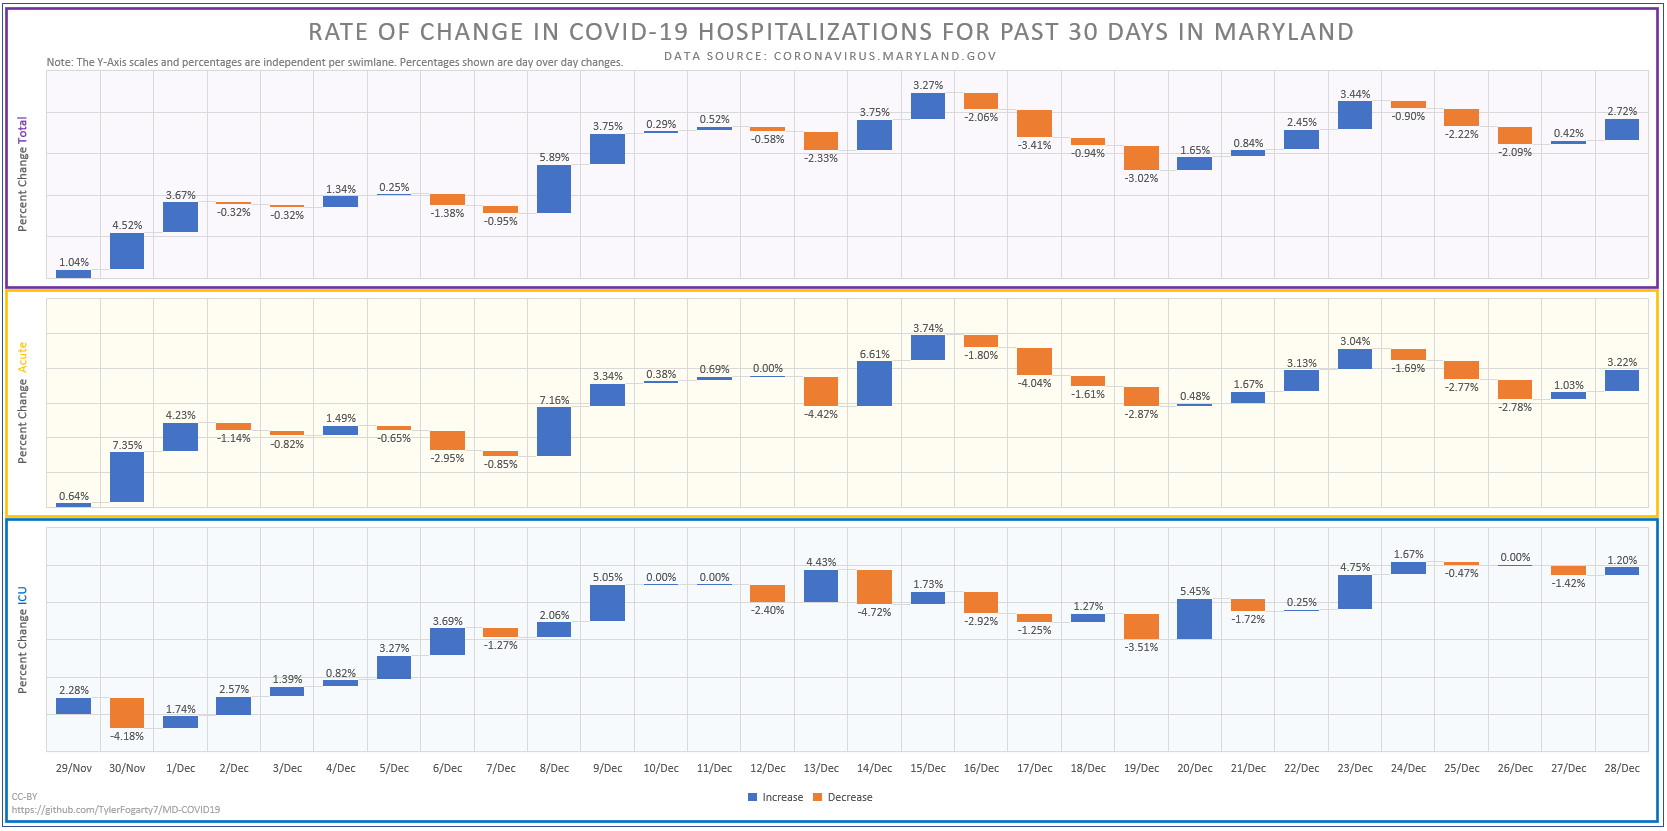 RATE OF CHANGE IN COVID-19 HOSPITALIZATIONS FOR PAST 30 DAYS IN MARYLAND
DATA SOURCE: CORONAVIRUS.MARYLAND.GOV
Note: The Y-Axis scales and percentages are independent per swimlane. Percentages shown are day over day changes.
Percent Change Total
1.04% 4.52% 3.67% -0.32% -0.32% 1.34% 0.25% -1.38% -0.95% 5.89% 3.75% 0.29% 0.52% -0.58% -2.33% 3.75% 3.27% -2.06% -3.41% -0.94% -3.02% 1.65% 0.84% 2.45% 3.44% -0.90% -2.22% -2.09% 0.42% 2.72%
Percent Change Acute
0.64% 7.35% 4.23% -1.14% -0.82% 1.49% -0.65% -2.95% -0.85% 7.16% 3.34% 0.38% 0.69% 0.00% -4.42% 6.61% 3.74% -1.80% -4.04% -1.61% -2.87% 0.48% 1.67% 3.13% 3.04% -1.69% -2.77% -2.78% 1.03% 3.22%
Percent Change ICU
2.28% -4.18% 1.74% 2.57% 1.39% 0.82% 3.27% 3.69% -1.27% 2.06% 5.05% 0.00% 0.00% -2.40% 4.43% -4.72% 1.73% -2.92% -1.25% 1.27% -3.51% 5.45% -1.72% 0.25% 4.75% 1.67% -0.47% 0.00% -1.42% 1.20%
29/Nov 30/Nov 1/Dec 2/Dec 3/Dec 4/Dec 5/Dec 6/Dec 7/Dec 8/Dec 9/Dec 10/Dec 11/Dec 12/Dec 13/Dec 14/Dec 15/Dec 16/Dec 17/Dec 18/Dec 19/Dec 20/Dec 21/Dec 22/Dec 23/Dec 24/Dec 25/Dec 26/Dec 27/Dec 28/Dec
Increase Decrease
CC-BY
https://github.com/TylerFogarty7/MD-COVID19